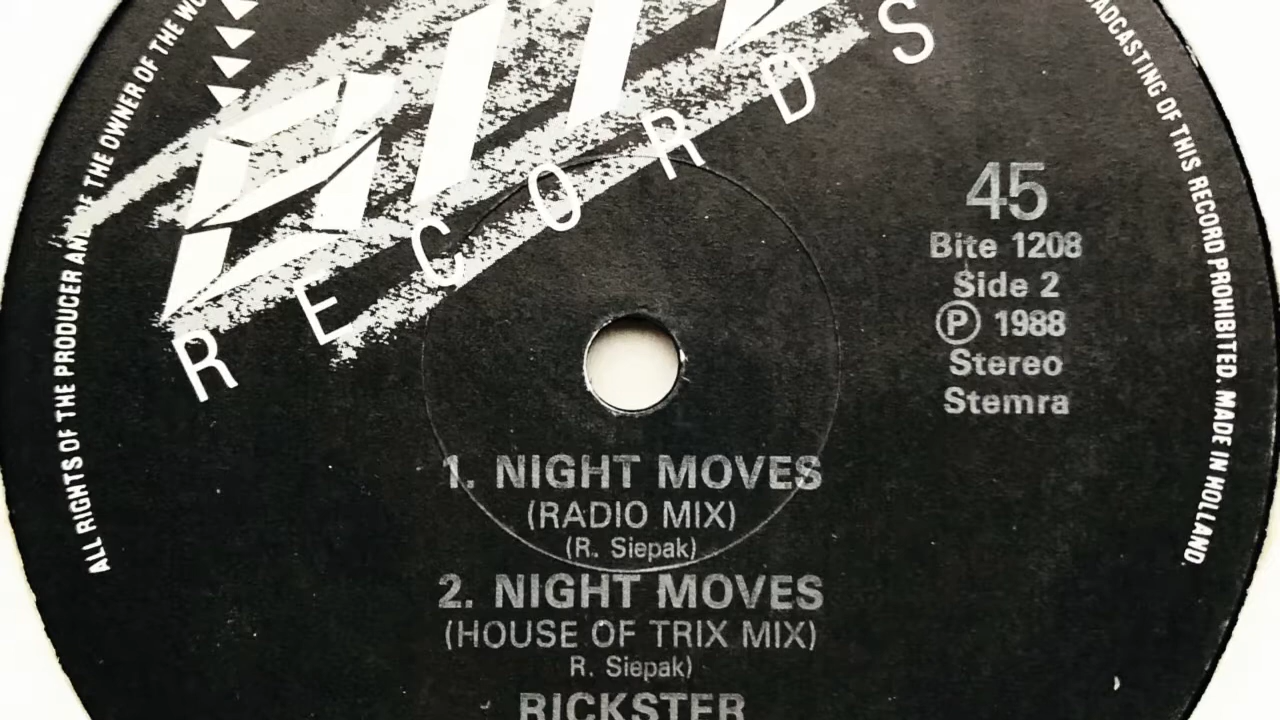 BITE
RECORDS
ALL RIGHTS OF THE PRODUCER AND OF THE OWNER OF THE
OF THIS RECORD PROHIBITED. MADE IN HOLLAND.
45
Bite 1208
Side 2
Ⓟ 1988
Stereo
Stemra
1. NIGHT MOVES
(RADIO MIX)
(R. Siepak)
2. NIGHT MOVES
(HOUSE OF TRIX MIX)
R. Siepak)
RICKSTER